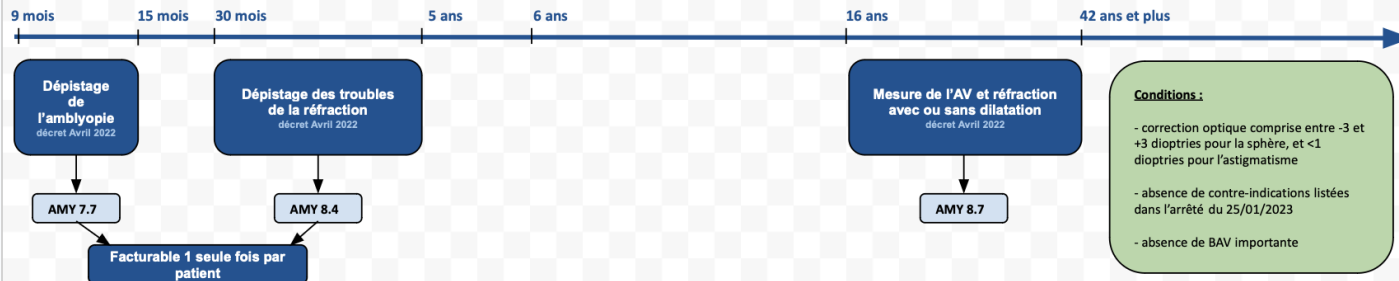 9 mois
15 mois
30 mois
5 ans
6 ans
16 ans
42 ans et plus
Dépistage
de
l'amblyopie
décret Avril 2022
Dépistage des troubles
de la réfraction
décret Avril 2022
Mesure de l'AV et réfraction
avec ou sans dilatation
décret Avril 2022
Conditions :
- correction optique comprise entre -3 et
+3 dioptries pour la sphère, et <1
dioptries pour l'astigmatisme
- absence de contre-indications listées
dans l'arrêté du 25/01/2023
- absence de BAV importante
AMY 7.7
AMY 8.4
AMY 8.7
Facturable 1 seule fois par
patient